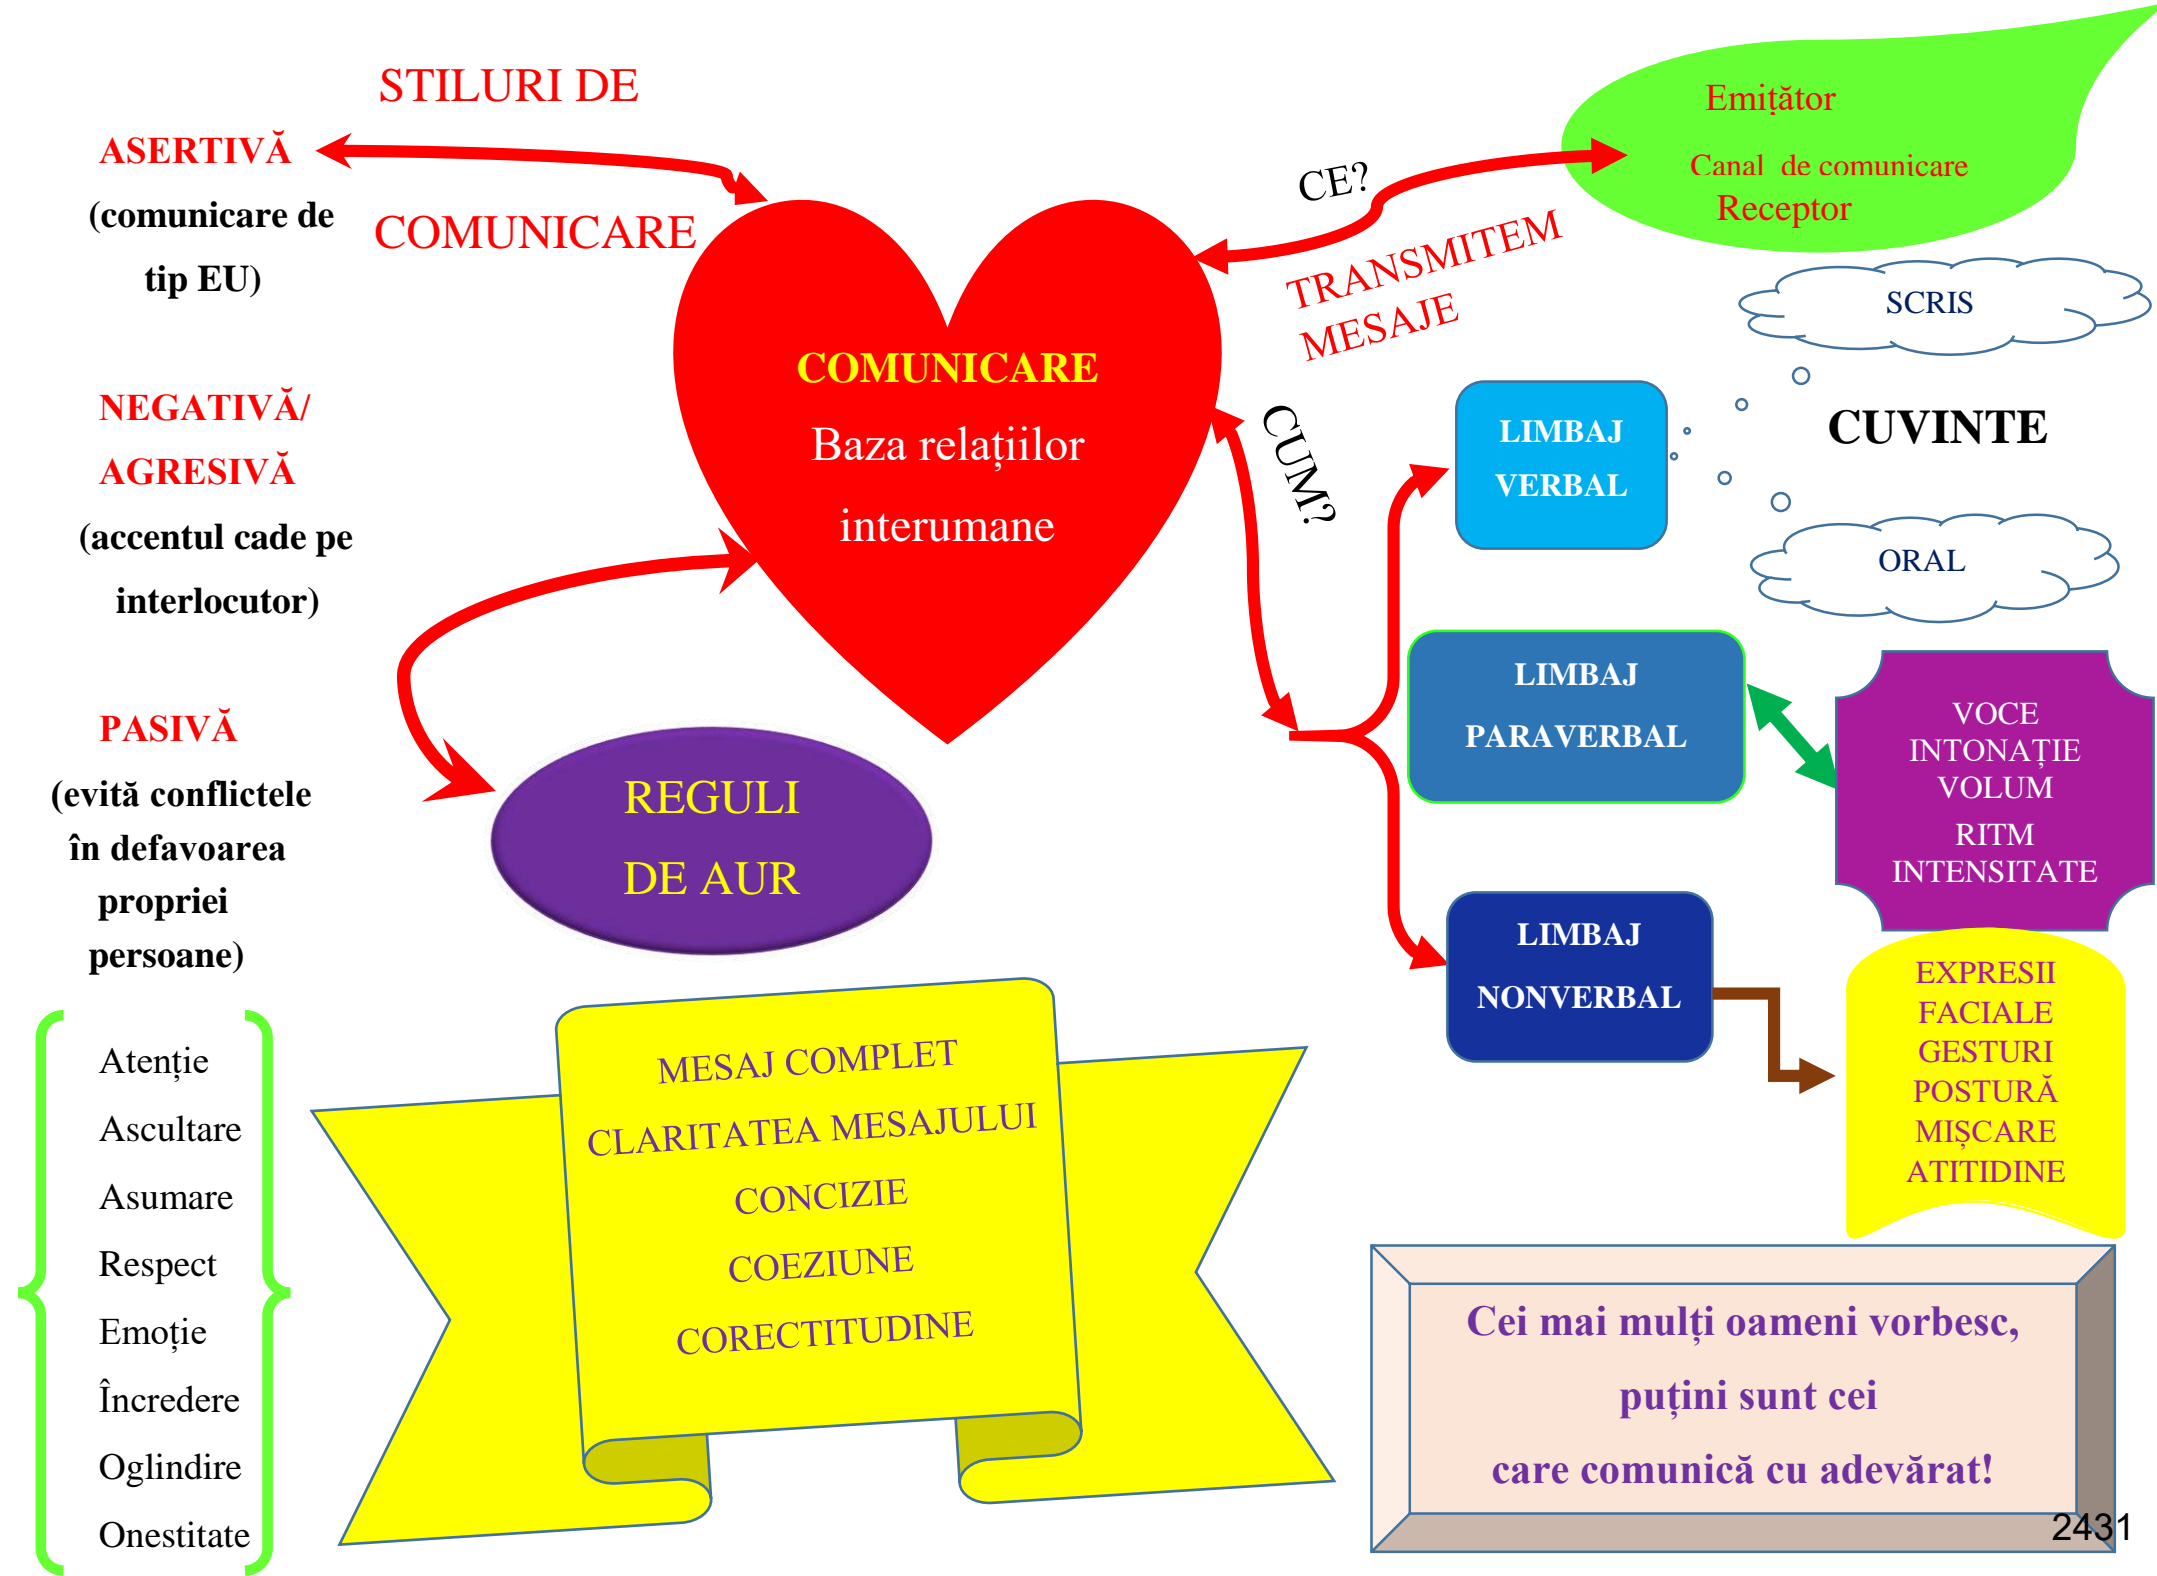 STILURI DE
COMUNICARE
ASERTIVĂ
(comunicare de
tip EU)
NEGATIVĂ/
AGRESIVĂ
(accentul cade pe
interlocutor)
PASIVĂ
(evită conflictele
în defavoarea
propriei
persoane)
Atenție
Ascultare
Asumare
Respect
Emoție
Încredere
Oglindire
Onestitate
COMUNICARE
Baza relațiilor
interumane
REGULI
DE AUR
MESAJ COMPLET
CLARITATEA MESAJULUI
CONCIZIE
COEZIUNE
CORECTITUDINE
CE?
TRANSMITEM
MESAJE
Emițător
Canal de comunicare
Receptor
CUM?
LIMBAJ
VERBAL
SCRIS
CUVINTE
ORAL
LIMBAJ
PARAVERBAL
VOCE
INTONAȚIE
VOLUM
RITM
INTENSITATE
LIMBAJ
NONVERBAL
EXPRESII
FACIALE
GESTURI
POSTURĂ
MIȘCARE
ATITIDINE
Cei mai mulți oameni vorbesc,
puțini sunt cei
care comunică cu adevărat!
2431